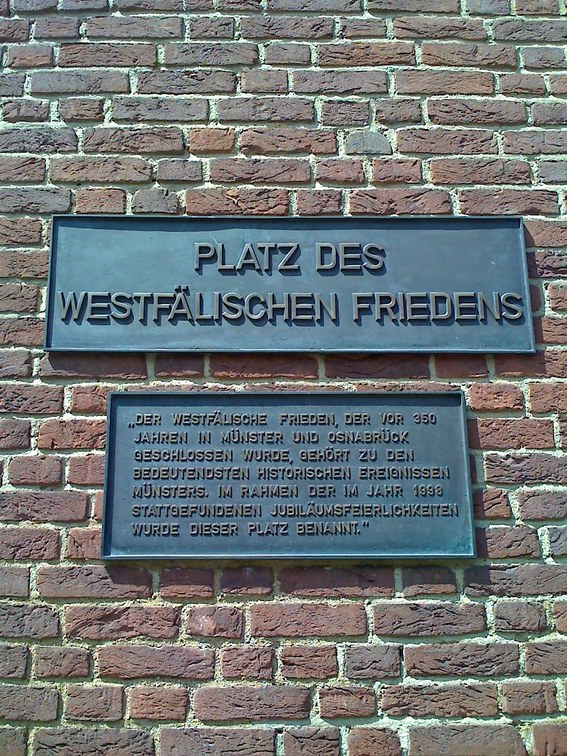 PLATZ DES
WESTFÄLISCHEN FRIEDENS
„DER WESTFÄLISCHE FRIEDEN, DER VOR 350
JAHREN IN MÜNSTER UND OSNABRÜCK
GESCHLOSSEN WURDE, GEHÖRT ZU DEN
BEDEUTENDSTEN HISTORISCHEN EREIGNISSEN
MÜNSTERS. IM RAHMEN DER IM JAHR 1998
STATTGEFUNDENEN JUBILÄUMSFEIERLICHKEITEN
WURDE DIESER PLATZ BENANNT.“